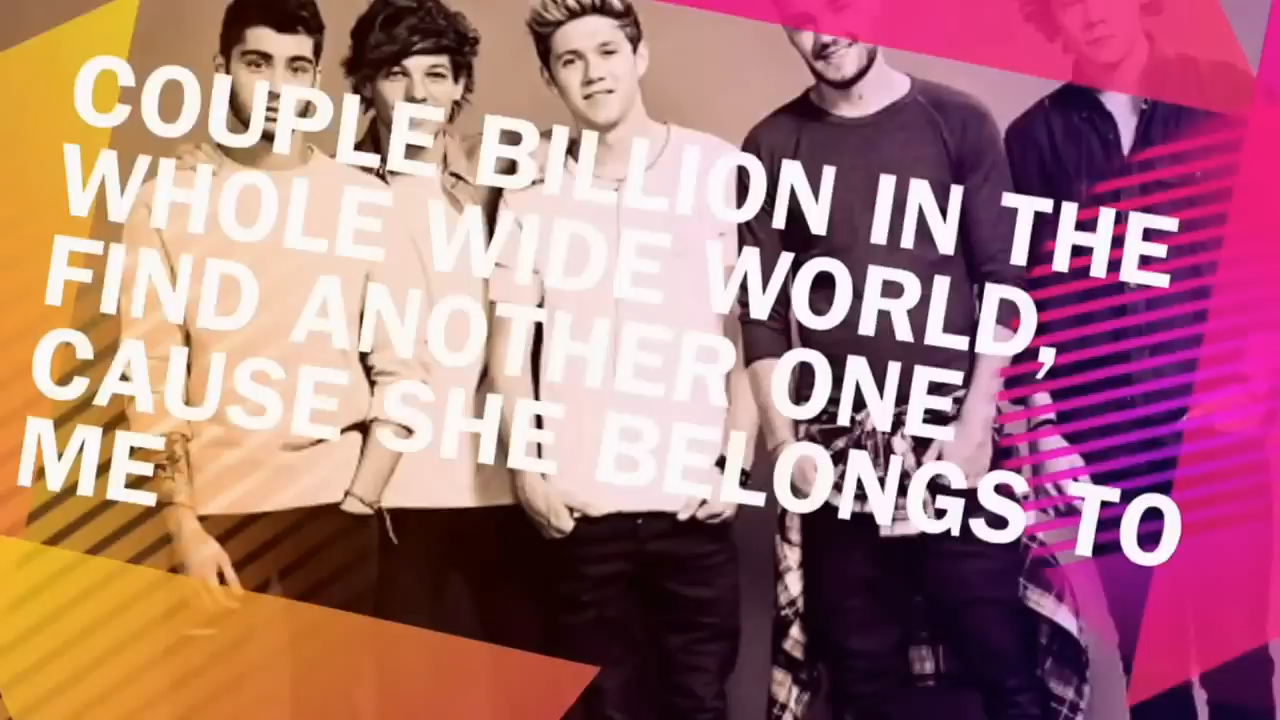 COUPLE BILLION IN THE
WHOLE WIDE WORLD,
FIND ANOTHER ONE
CAUSE SHE BELONGS TO
ME